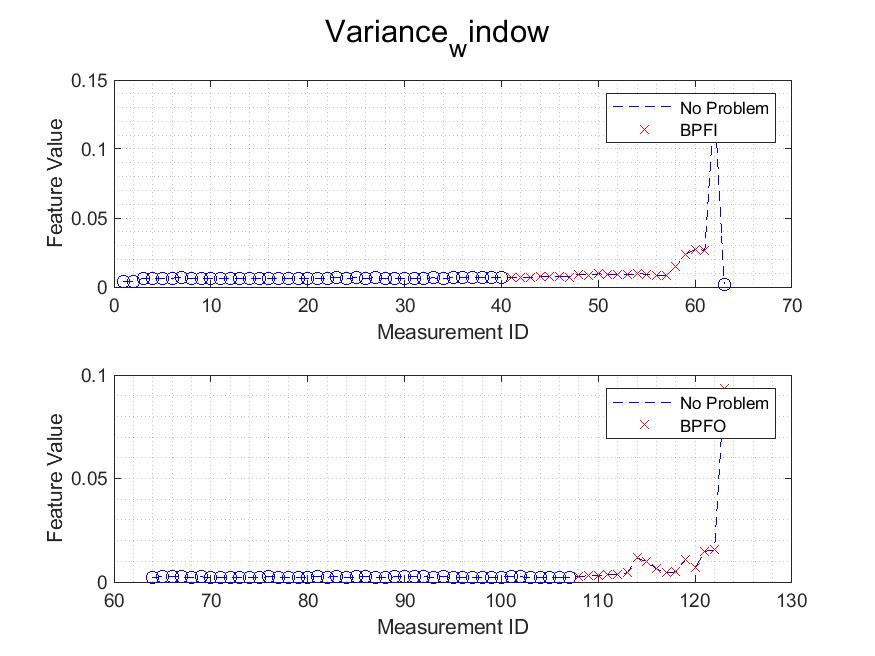 Variance_window
0.15
0.1
0.05
0
Feature Value
No Problem
BPFI
0 10 20 30 40 50 60 70
Measurement ID
0.1
0.05
0
Feature Value
No Problem
BPFO
60 70 80 90 100 110 120 130
Measurement ID